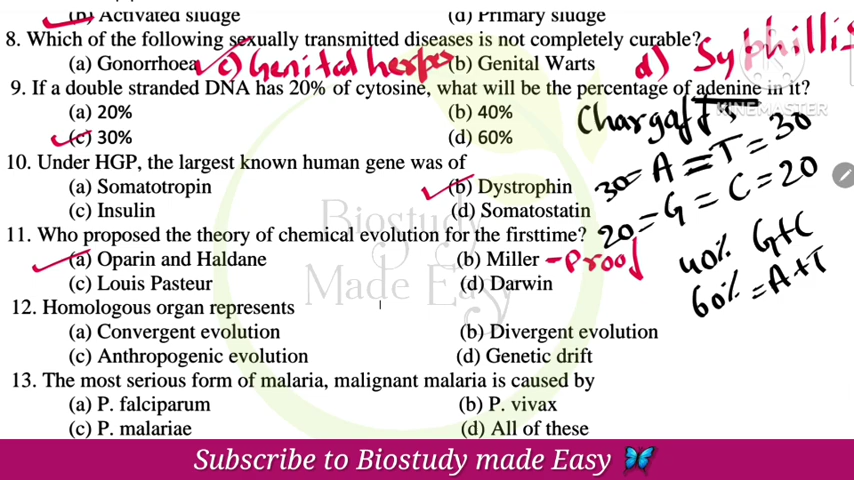 (b) Activated sludge (d) Primary sludge
8. Which of the following sexually transmitted diseases is not completely curable?
(a) Gonorrhoea c) Genital herpes (b) Genital Warts d) Syphillis
9. If a double stranded DNA has 20% of cytosine, what will be the percentage of adenine in it?
(a) 20% (b) 40% Chargaff's
KINEMASTER
(c) 30% (d) 60%
30 = A = T = 30
10. Under HGP, the largest known human gene was of
(a) Somatotropin (b) Dystrophin
(c) Insulin (d) Somatostatin
20 = G = C = 20
11. Who proposed the theory of chemical evolution for the firsttime?
(a) Oparin and Haldane (b) Miller - Proof 40% G+C
(c) Louis Pasteur (d) Darwin
60% = A+T
Biostudy
Made Easy
12. Homologous organ represents
(a) Convergent evolution (b) Divergent evolution
(c) Anthropogenic evolution (d) Genetic drift
13. The most serious form of malaria, malignant malaria is caused by
(a) P. falciparum (b) P. vivax
(c) P. malariae (d) All of these
Subscribe to Biostudy made Easy 🦋